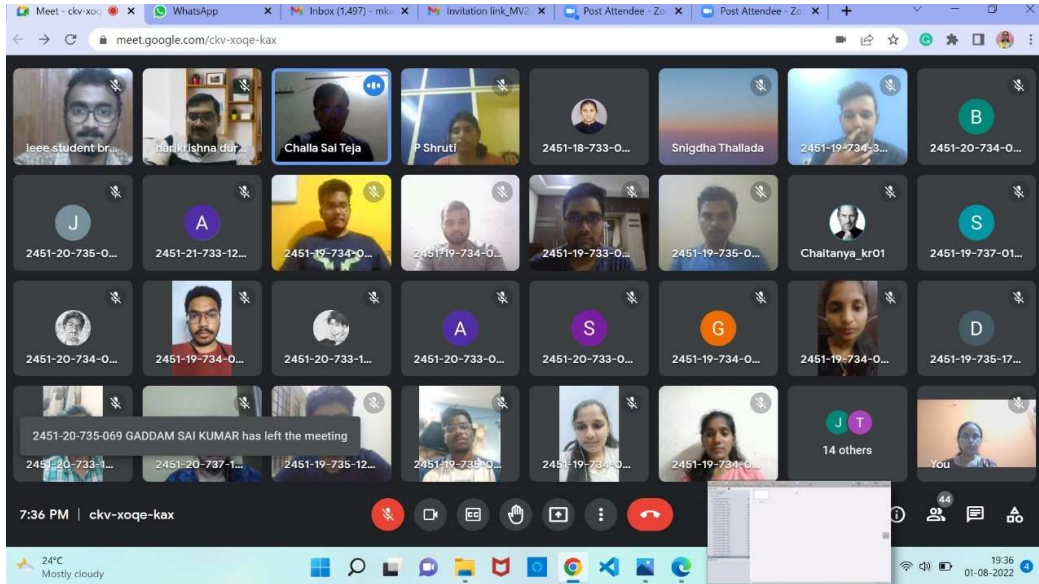 Meet - ckv-xoq
WhatsApp
Inbox (1,497) - mk
Invitation link_MV2
Post Attendee - Zo
Post Attendee - Zo
meet.google.com/ckv-xoqe-kax
ieee student br...
harikrishna dur...
Challa Sai Teja
P Shruti
2451-18-733-0...
Snigdha Thallada
2451-19-734-3...
B
2451-20-734-0...
J
2451-20-735-0...
A
2451-21-733-12...
2451-19-734-0...
2451-19-734-0...
2451-19-733-0...
2451-19-735-0...
Chaitanya_kr01
S
2451-19-737-01...
2451-20-734-0...
2451-19-734-0...
2451-20-733-1...
A
2451-20-733-0...
S
2451-20-733-0...
G
2451-19-734-0...
2451-19-734-0...
D
2451-19-735-17...
2451-20-735-069 GADDAM SAI KUMAR has left the meeting
2451-20-733-1...
2451-20-737-1...
2451-19-735-12...
2451-19-735-0...
2451-19-734-0...
2451-19-734-0...
J T
14 others
You
7:36 PM | ckv-xoqe-kax
44
24°C
Mostly cloudy
19:36
01-08-2022
4